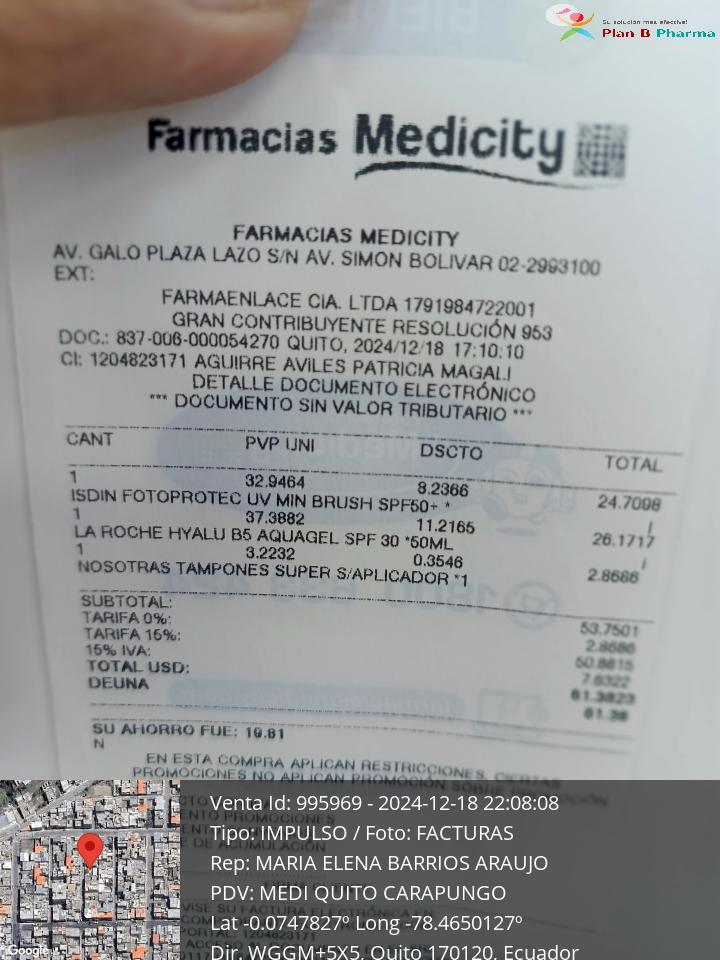 Su solución más efectiva!
Plan B Pharma
Farmacias Medicity
FARMACIAS MEDICITY
AV. GALO PLAZA LAZO S/N AV. SIMON BOLIVAR 02-2993100
EXT:
FARMAENLACE CIA. LTDA 1791984722001
GRAN CONTRIBUYENTE RESOLUCIÓN 953
DOC.: 837-006-000054270 QUITO, 2024/12/18 17:10:10
CI: 1204823171 AGUIRRE AVILES PATRICIA MAGALI
DETALLE DOCUMENTO ELECTRÓNICO
*** DOCUMENTO SIN VALOR TRIBUTARIO ***
CANT PVP UNI DSCTO TOTAL
1 32.9464 8.2366 24.7098
ISDIN FOTOPROTEC UV MIN BRUSH SPF50+ * I
1 37.3882 11.2165 26.1717
LA ROCHE HYALU B5 AQUAGEL SPF 30 *50ML i
1 3.2232 0.3546 2.8686
NOSOTRAS TAMPONES SUPER S/APLICADOR *1
SUBTOTAL: 53.7501
TARIFA 0%: 2.8686
TARIFA 15%: 50.8815
15% IVA: 7.6322
TOTAL USD: 61.3823
DEUNA 61.38
SU AHORRO FUE: 19.81
N
EN ESTA COMPRA APLICAN RESTRICCIONES, CIERTAS
PROMOCIONES NO APLICAN PROMOCIÓN SOBRE PROMOCIÓN
Venta Id: 995969 - 2024-12-18 22:08:08
Tipo: IMPULSO / Foto: FACTURAS
Rep: MARIA ELENA BARRIOS ARAUJO
PDV: MEDI QUITO CARAPUNGO
Lat -0.0747827º Long -78.4650127º
Dir. WGGM+5X5, Quito 170120, Ecuador
Google